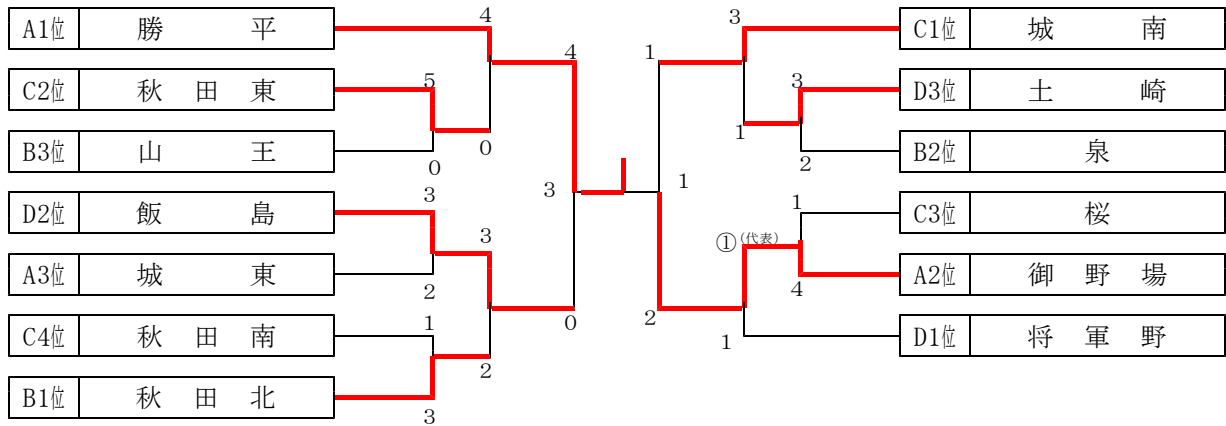 A1位 勝平
4
C2位 秋田東
5
B3位 山王
0
0
4
D2位 飯島
3
A3位 城東
2
3
C4位 秋田南
1
B1位 秋田北
3
2
0
3
1
C1位 城南
3
D3位 土崎
3
B2位 泉
2
1
1
C3位 桜
1
A2位 御野場
4
①(代表)
D1位 将軍野
1
2